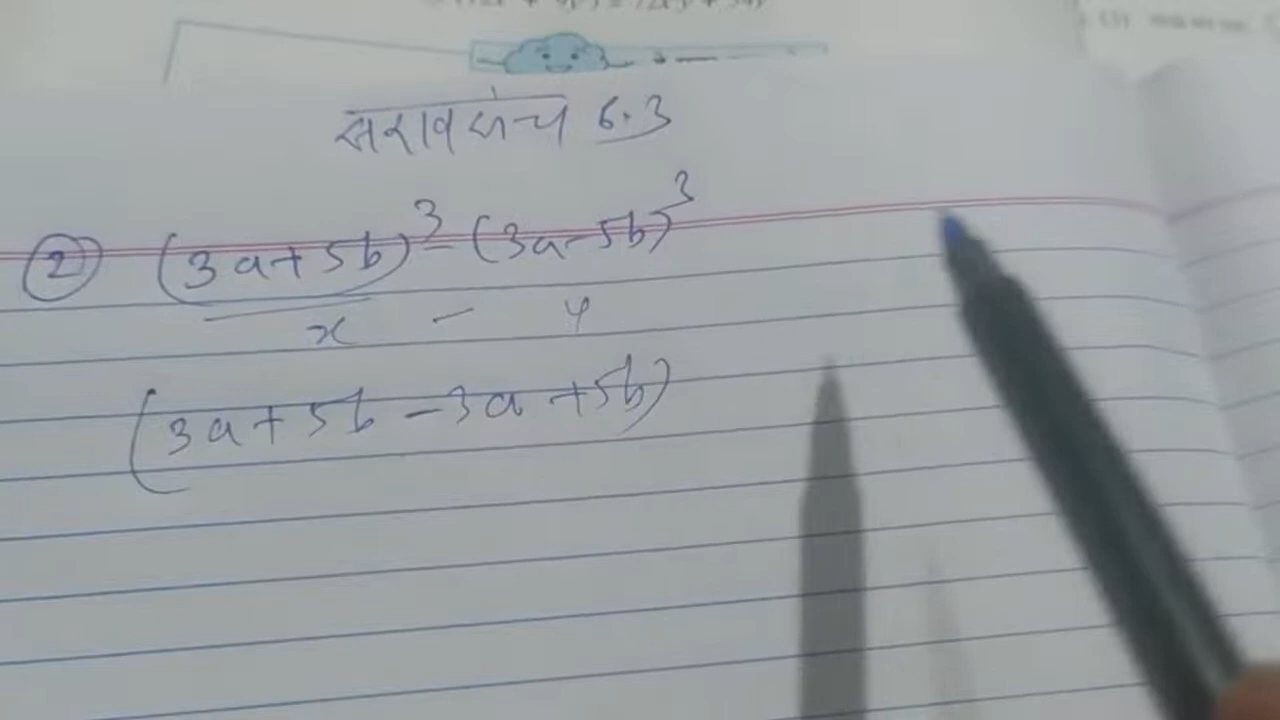 सरावसंच 6.3
② (3a+5b)³-(3a-5b)³
x - y
(3a+5b-3a+5b)